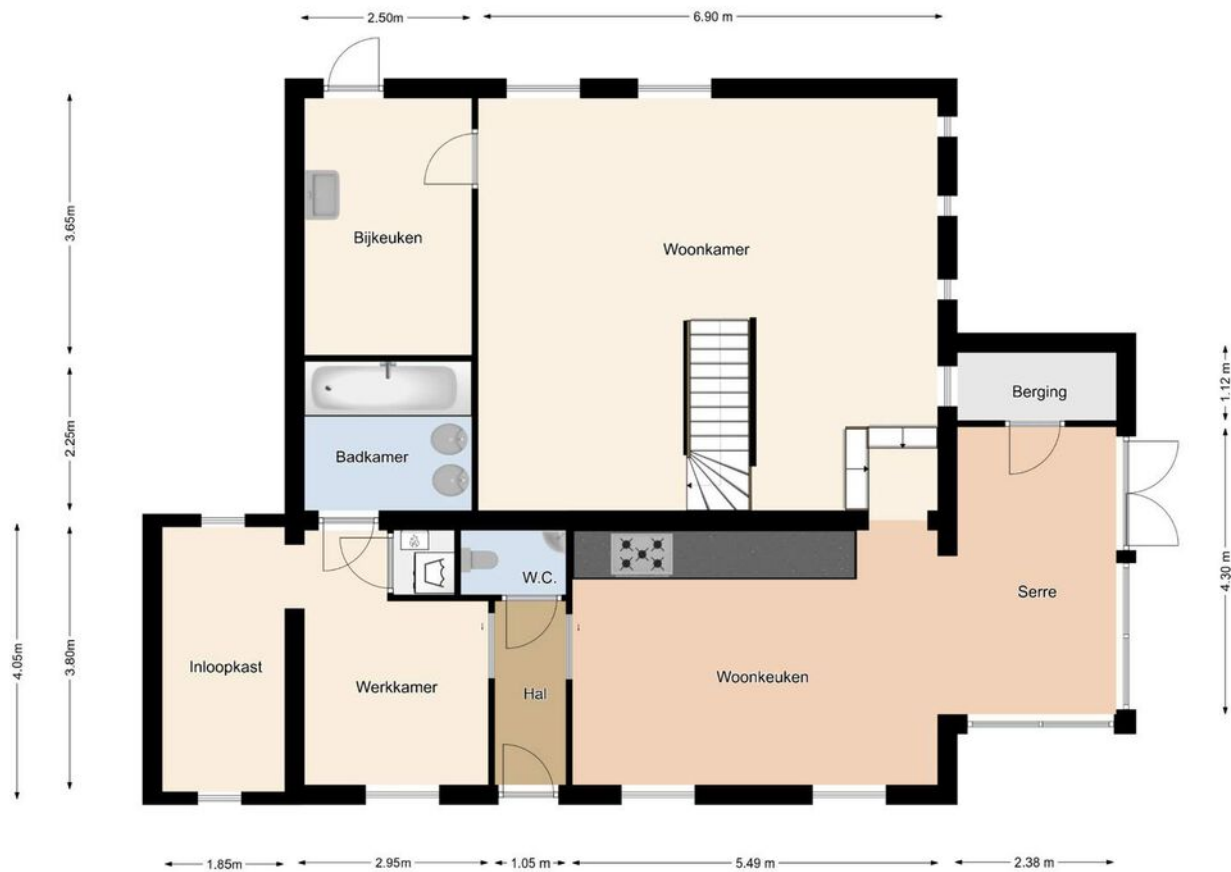 2.50m
6.90 m
3.65m
Bijkeuken
Woonkamer
1.12 m
Berging
2.25m
Badkamer
4.30 m
W.C.
Serre
4.05m
3.80m
Inloopkast
Werkkamer
Hal
Woonkeuken
1.85m
2.95m
1.05 m
5.49 m
2.38 m